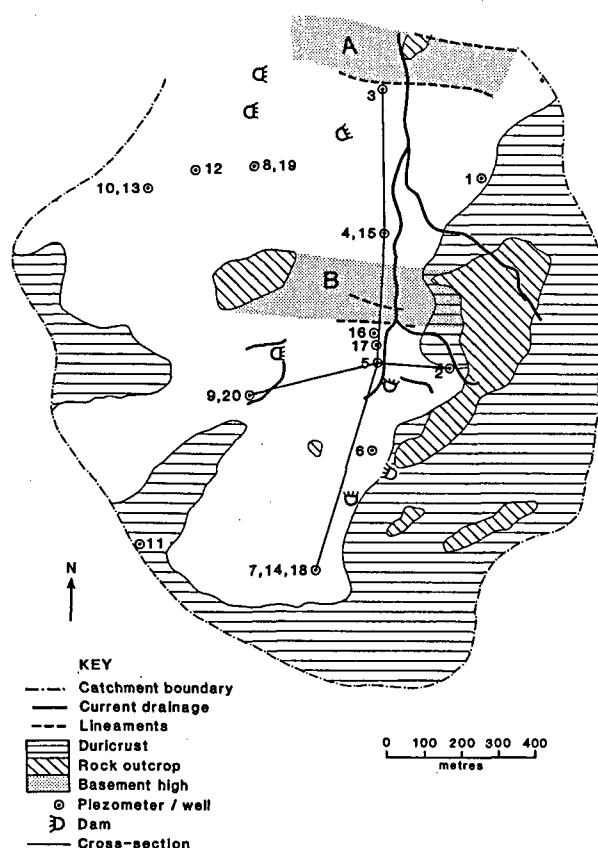 A
3
12
8,19
10,13
1
4,15
B
16
17
5
2
9,20
6
11
7,14,18
N
KEY
Catchment boundary
Current drainage
Lineaments
Duricrust
Rock outcrop
Basement high
Piezometer / well
Dam
Cross-section
0 100 200 300 400
metres